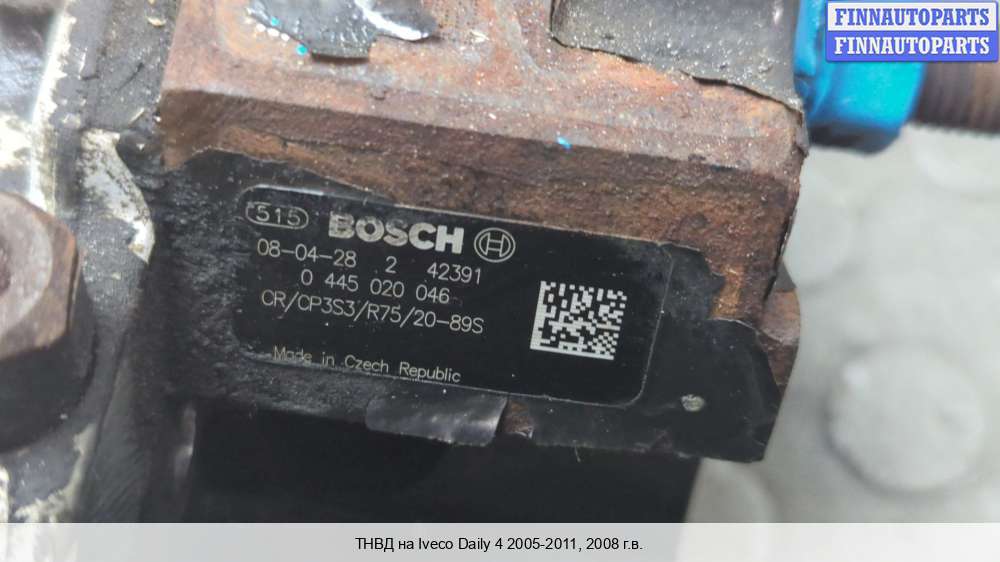 FINNAUTOPARTS
FINNAUTOPARTS
515 BOSCH
08-04-28 2 42391
0 445 020 046
CR/CP3S3/R75/20-89S
Made in Czech Republic
ТНВД на Iveco Daily 4 2005-2011, 2008 г.в.